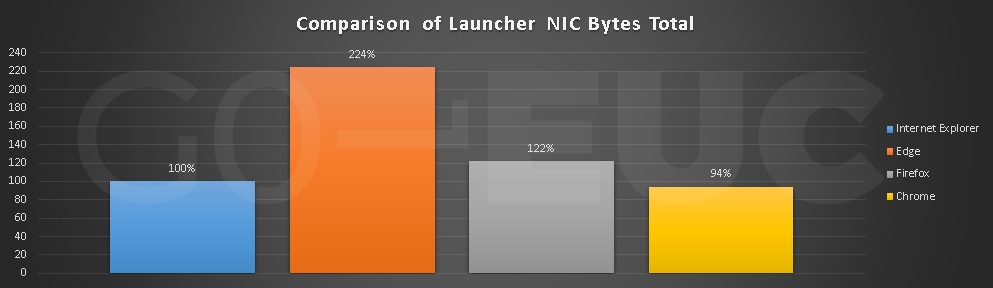 Comparison of Launcher NIC Bytes Total
240
220
200
180
160
140
120
100
80
60
40
20
0
100%
224%
122%
94%
Internet Explorer
Edge
Firefox
Chrome
GO-EUC